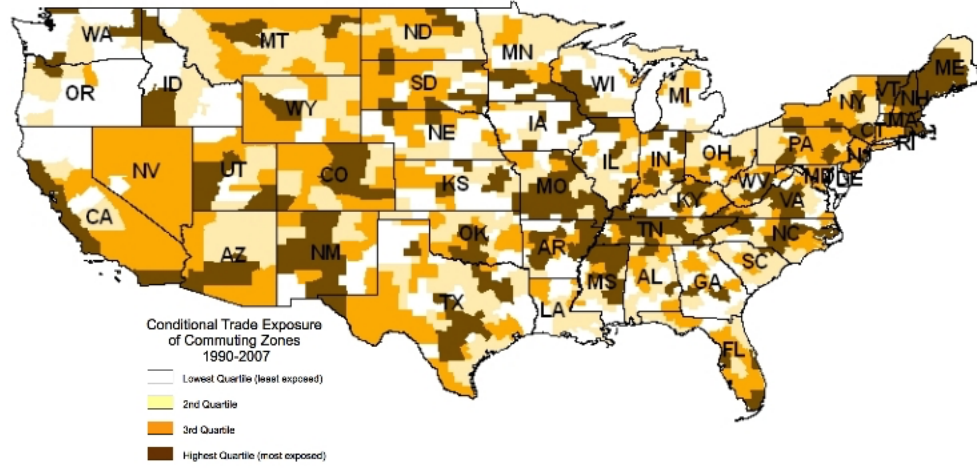 WA
MT
ND
MN
ME
OR
ID
SD
WI
MI
VT
NH
WY
NY
MA
IA
CT
RI
NE
PA
NV
UT
CO
IL
IN
OH
NJ
MD
DE
KS
MO
WV
VA
CA
KY
AZ
NM
OK
AR
TN
NC
SC
TX
LA
MS
AL
GA
FL
Conditional Trade Exposure
of Commuting Zones
1990-2007
Lowest Quartile (least exposed)
2nd Quartile
3rd Quartile
Highest Quartile (most exposed)